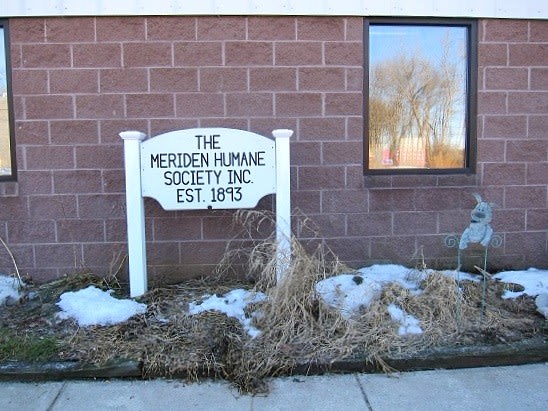 THE
MERIDEN HUMANE
SOCIETY INC.
EST. 1893